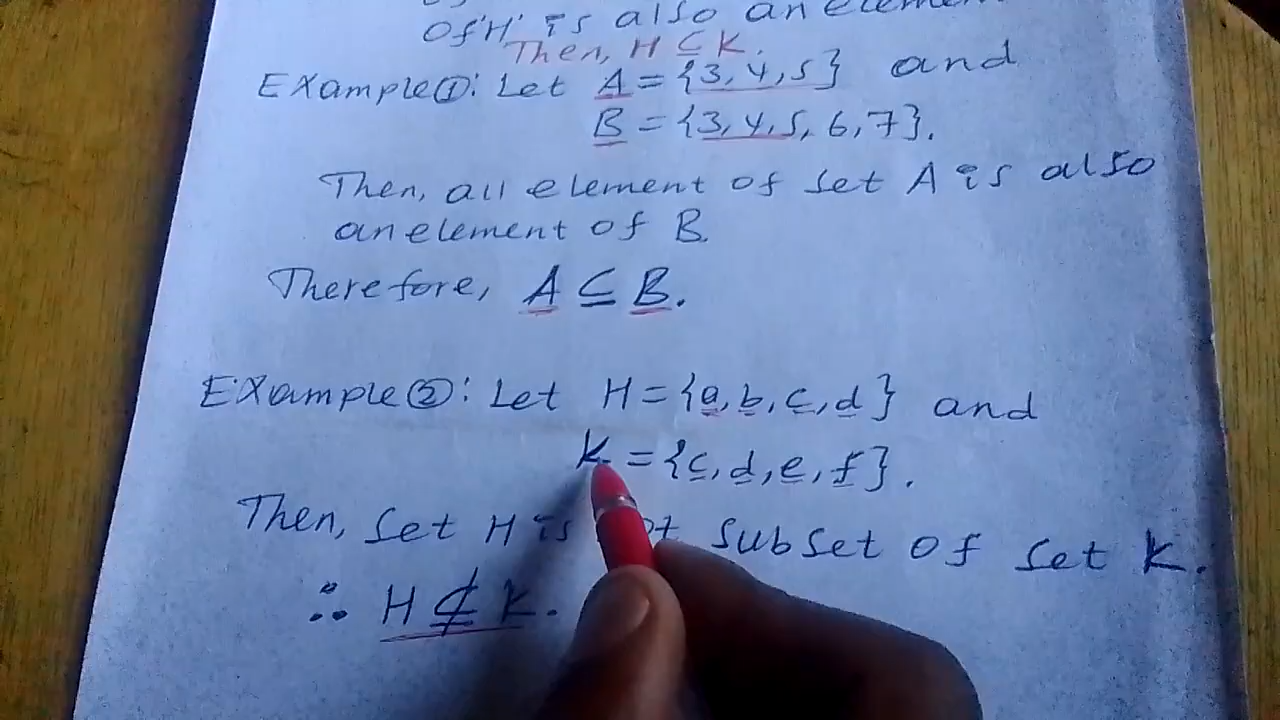 Of 'H' is also an element
Then, H ⊆ K.
Example①: Let A = {3, 4, 5} and
B = {3, 4, 5, 6, 7}.
Then, all element of set A is also
an element of B.
Therefore, A ⊆ B.
Example②: Let H = {a, b, c, d} and
K = {c, d, e, f}.
Then, set H is not subset of set K.
∴ H ⊈ K.